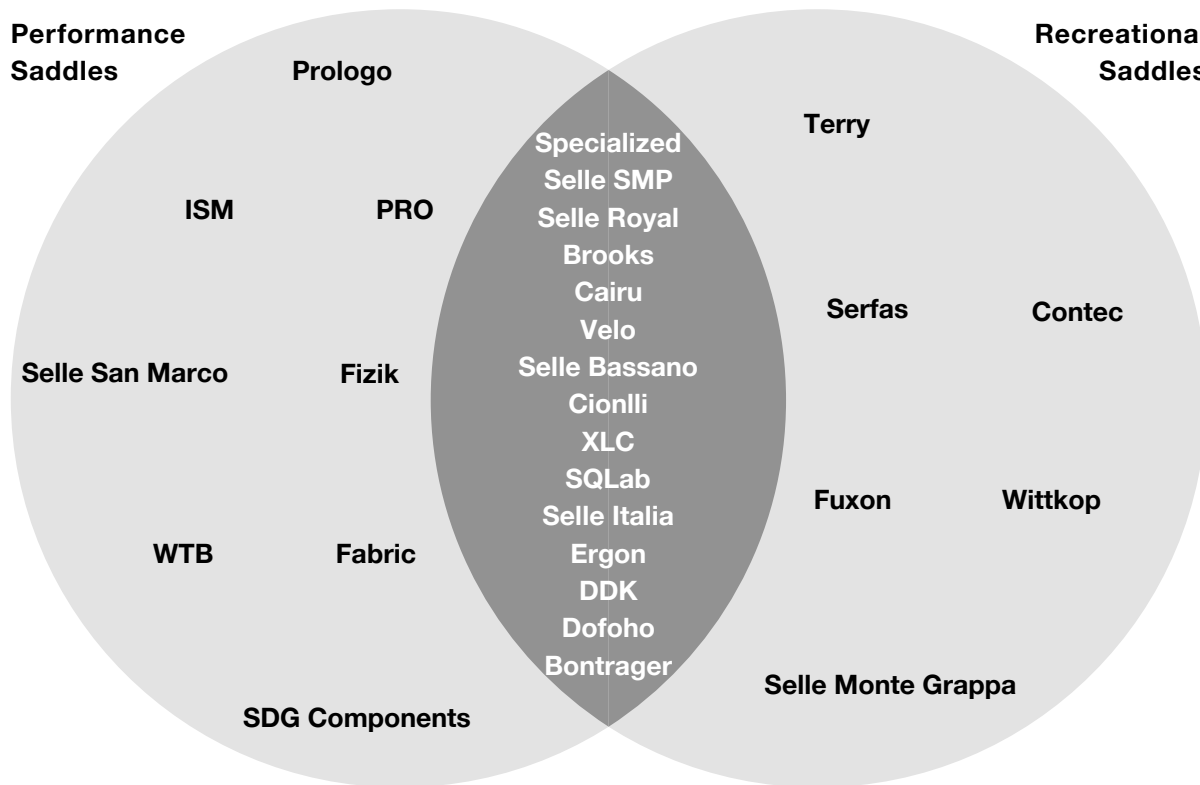 Performance
Saddles
Recreationa
Saddles
Prologo
ISM
PRO
Selle San Marco
Fizik
WTB
Fabric
SDG Components
Specialized
Selle SMP
Selle Royal
Brooks
Cairu
Velo
Selle Bassano
Cionlli
XLC
SQLab
Selle Italia
Ergon
DDK
Dofoho
Bontrager
Terry
Serfas
Contec
Fuxon
Wittkop
Selle Monte Grappa